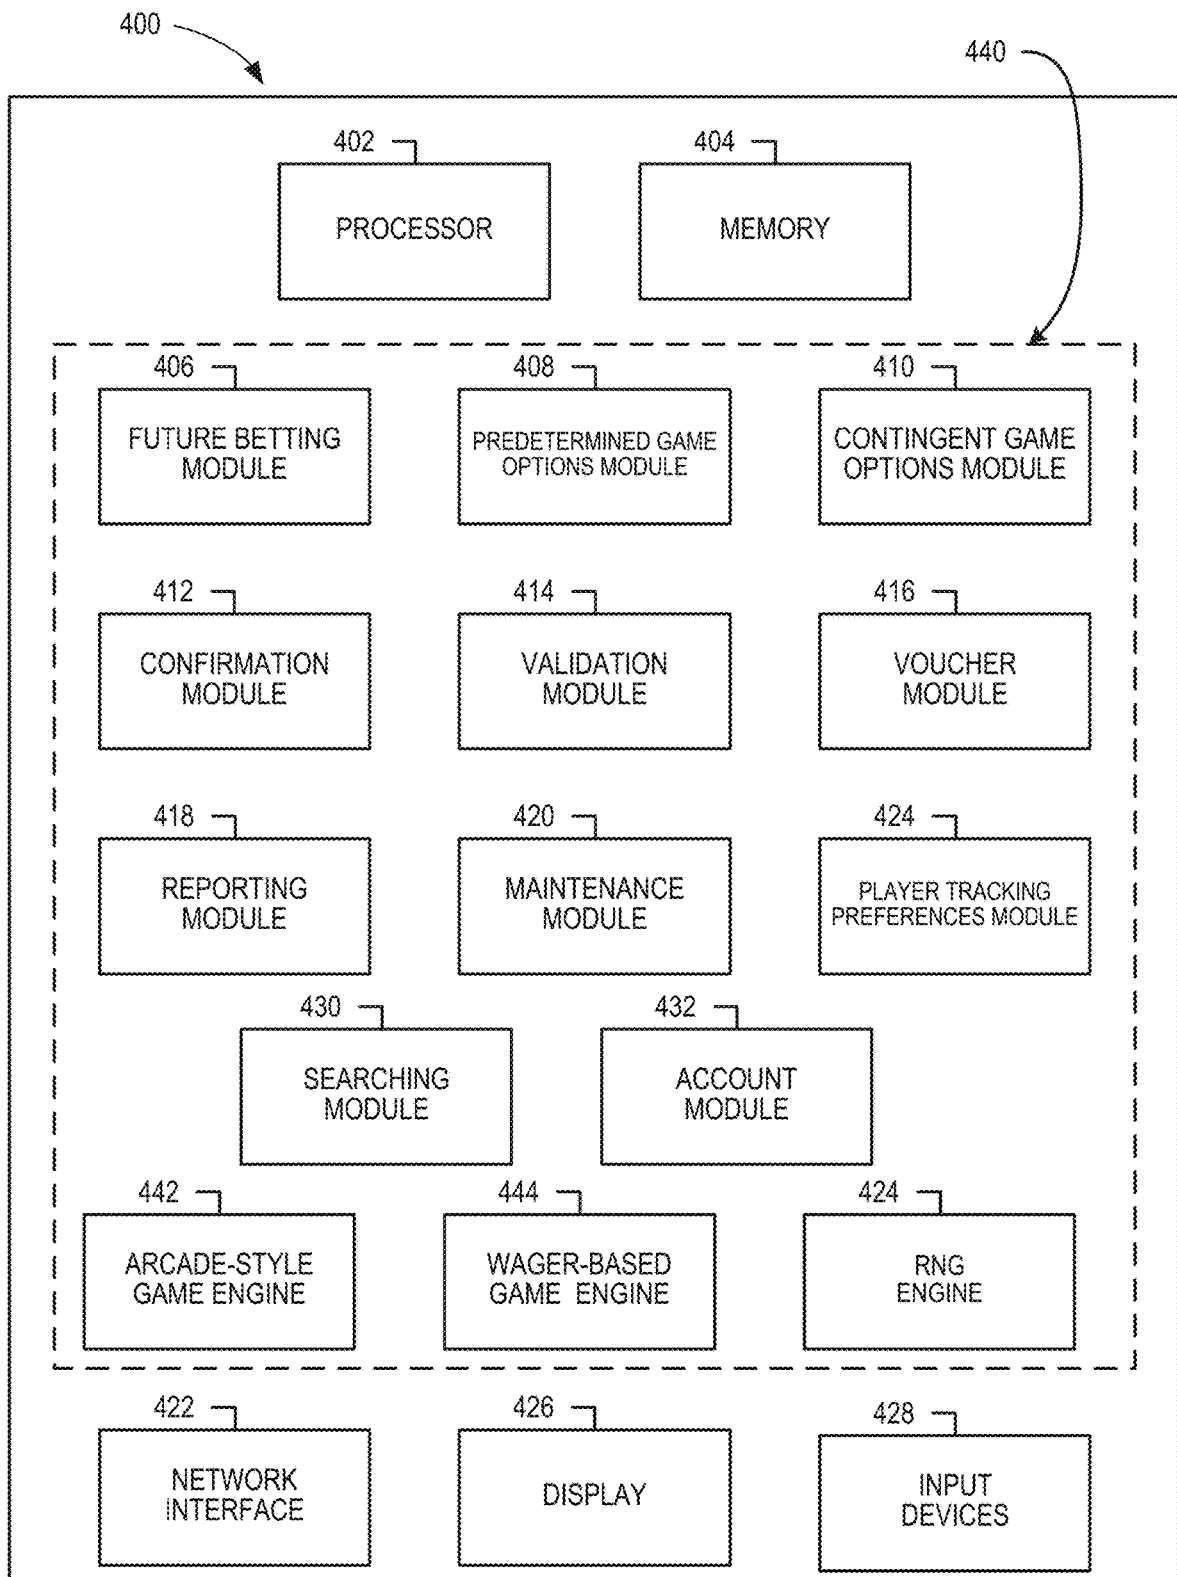 400
440
402
404
PROCESSOR
MEMORY
406
408
410
FUTURE BETTING
MODULE
PREDETERMINED GAME
OPTIONS MODULE
CONTINGENT GAME
OPTIONS MODULE
412
414
416
CONFIRMATION
MODULE
VALIDATION
MODULE
VOUCHER
MODULE
418
420
424
REPORTING
MODULE
MAINTENANCE
MODULE
PLAYER TRACKING
PREFERENCES MODULE
430
432
SEARCHING
MODULE
ACCOUNT
MODULE
442
444
424
ARCADE-STYLE
GAME ENGINE
WAGER-BASED
GAME ENGINE
RNG
ENGINE
422
426
428
NETWORK
INTERFACE
DISPLAY
INPUT
DEVICES